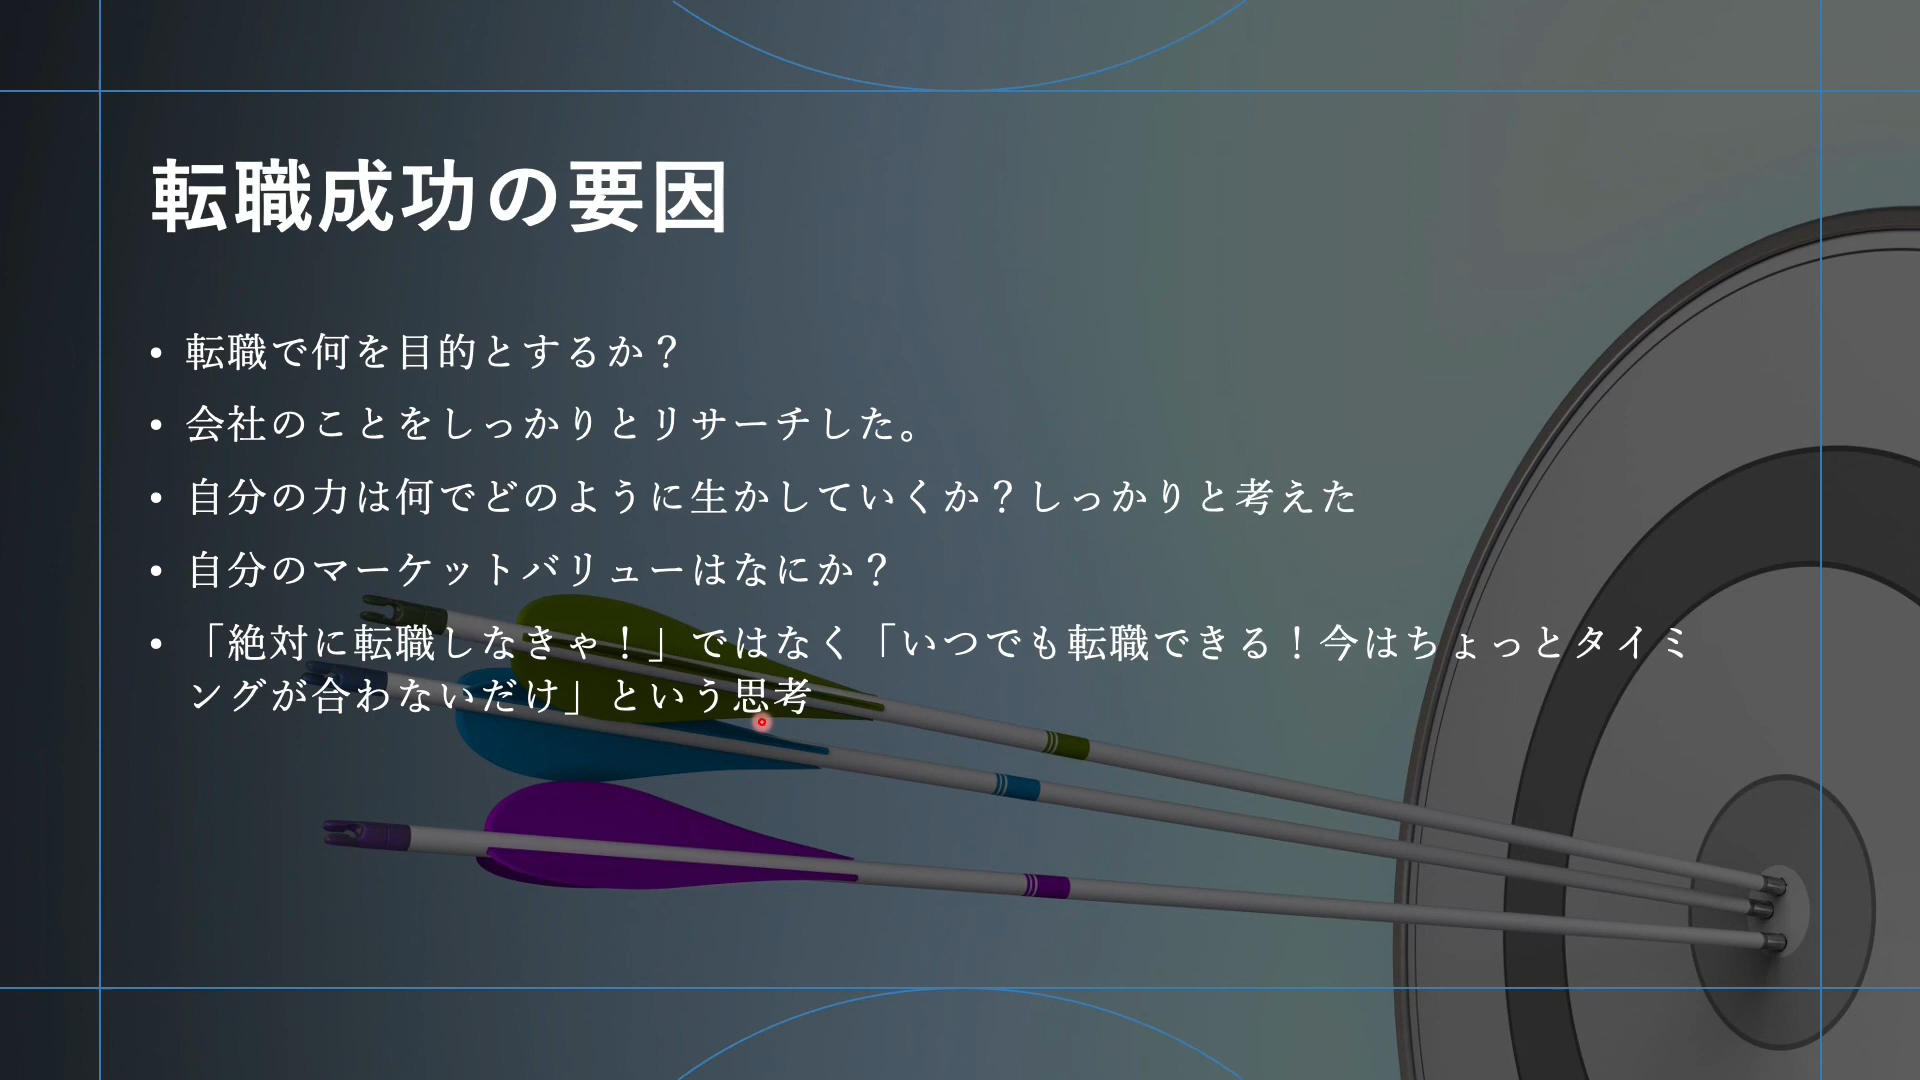 転職成功の要因
• 転職で何を目的とするか？
• 会社のことをしっかりとリサーチした。
• 自分の力は何でどのように生かしていくか？しっかりと考えた
• 自分のマーケットバリューはなにか？
• 「絶対に転職しなきゃ！」ではなく「いつでも転職できる！今はちょっとタイミ
ングが合わないだけ」という思考